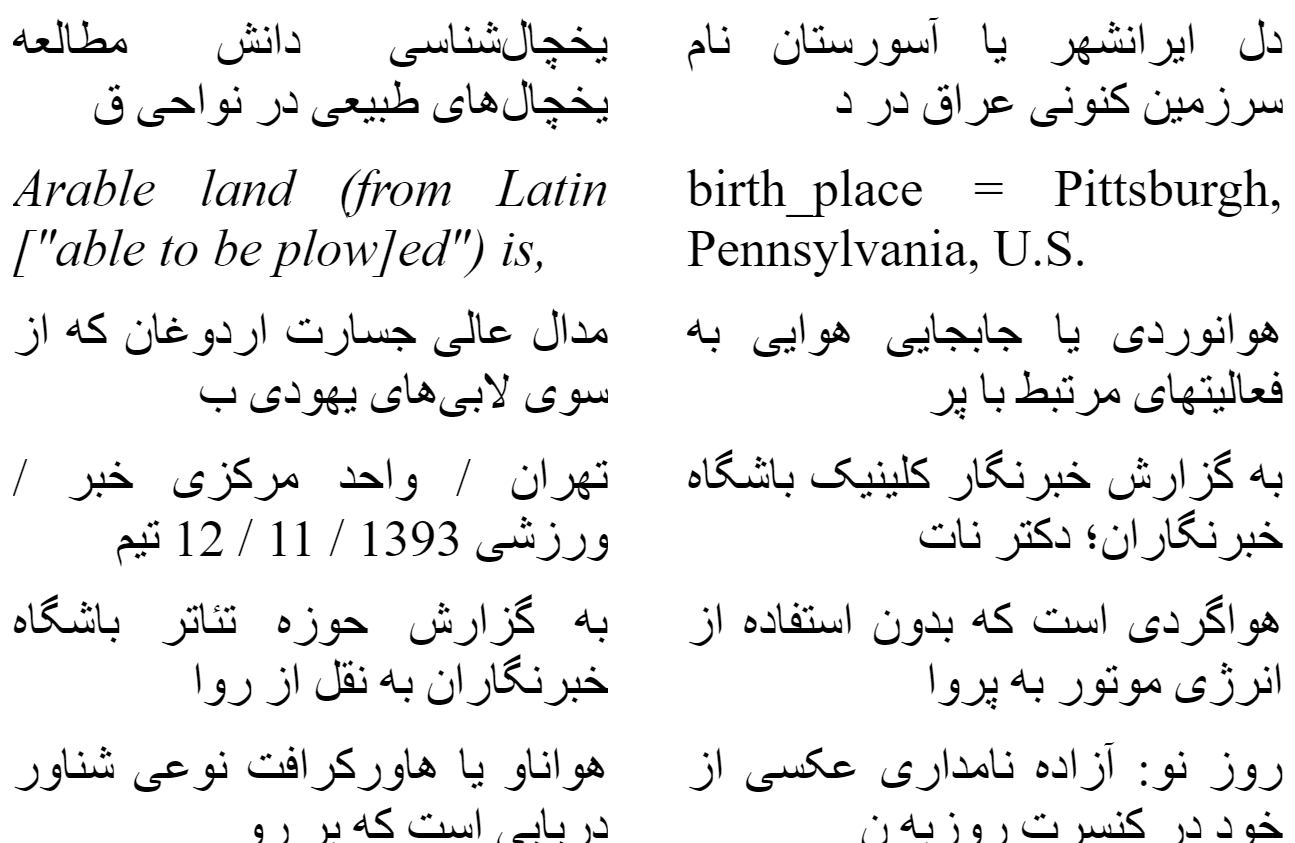 دل ایرانشهر یا آسورستان نام
سرزمین کنونی عراق در د
یخچال‌شناسی دانش مطالعه
یخچال‌های طبیعی در نواحی ق
birth_place = Pittsburgh,
Pennsylvania, U.S.
Arable land (from Latin
["able to be plow]ed") is,
هوانوردی یا جابجایی هوایی به
فعالیتهای مرتبط با پر
مدال عالی جسارت اردوغان که از
سوی لابی‌های یهودی ب
به گزارش خبرنگار کلینیک باشگاه
خبرنگاران؛ دکتر نات
تهران / واحد مرکزی خبر /
ورزشی 1393 / 11 / 12 تیم
هواگردی است که بدون استفاده از
انرژی موتور به پروا
به گزارش حوزه تئاتر باشگاه
خبرنگاران به نقل از روا
روز نو: آزاده نامداری عکسی از
خود در کنسرت روزبه ن
هواناو یا هاورکرافت نوعی شناور
دریایی است که بر رو